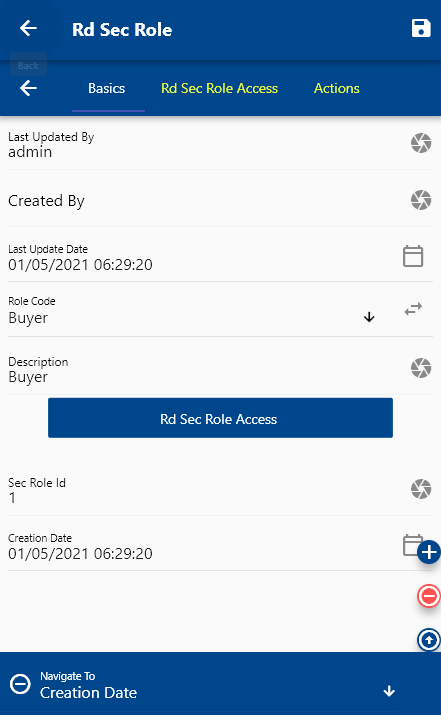 Rd Sec Role
Back
Basics Rd Sec Role Access Actions
Last Updated By
admin
Created By
Last Update Date
01/05/2021 06:29:20
Role Code
Buyer
Description
Buyer
Rd Sec Role Access
Sec Role Id
1
Creation Date
01/05/2021 06:29:20
Navigate To
Creation Date